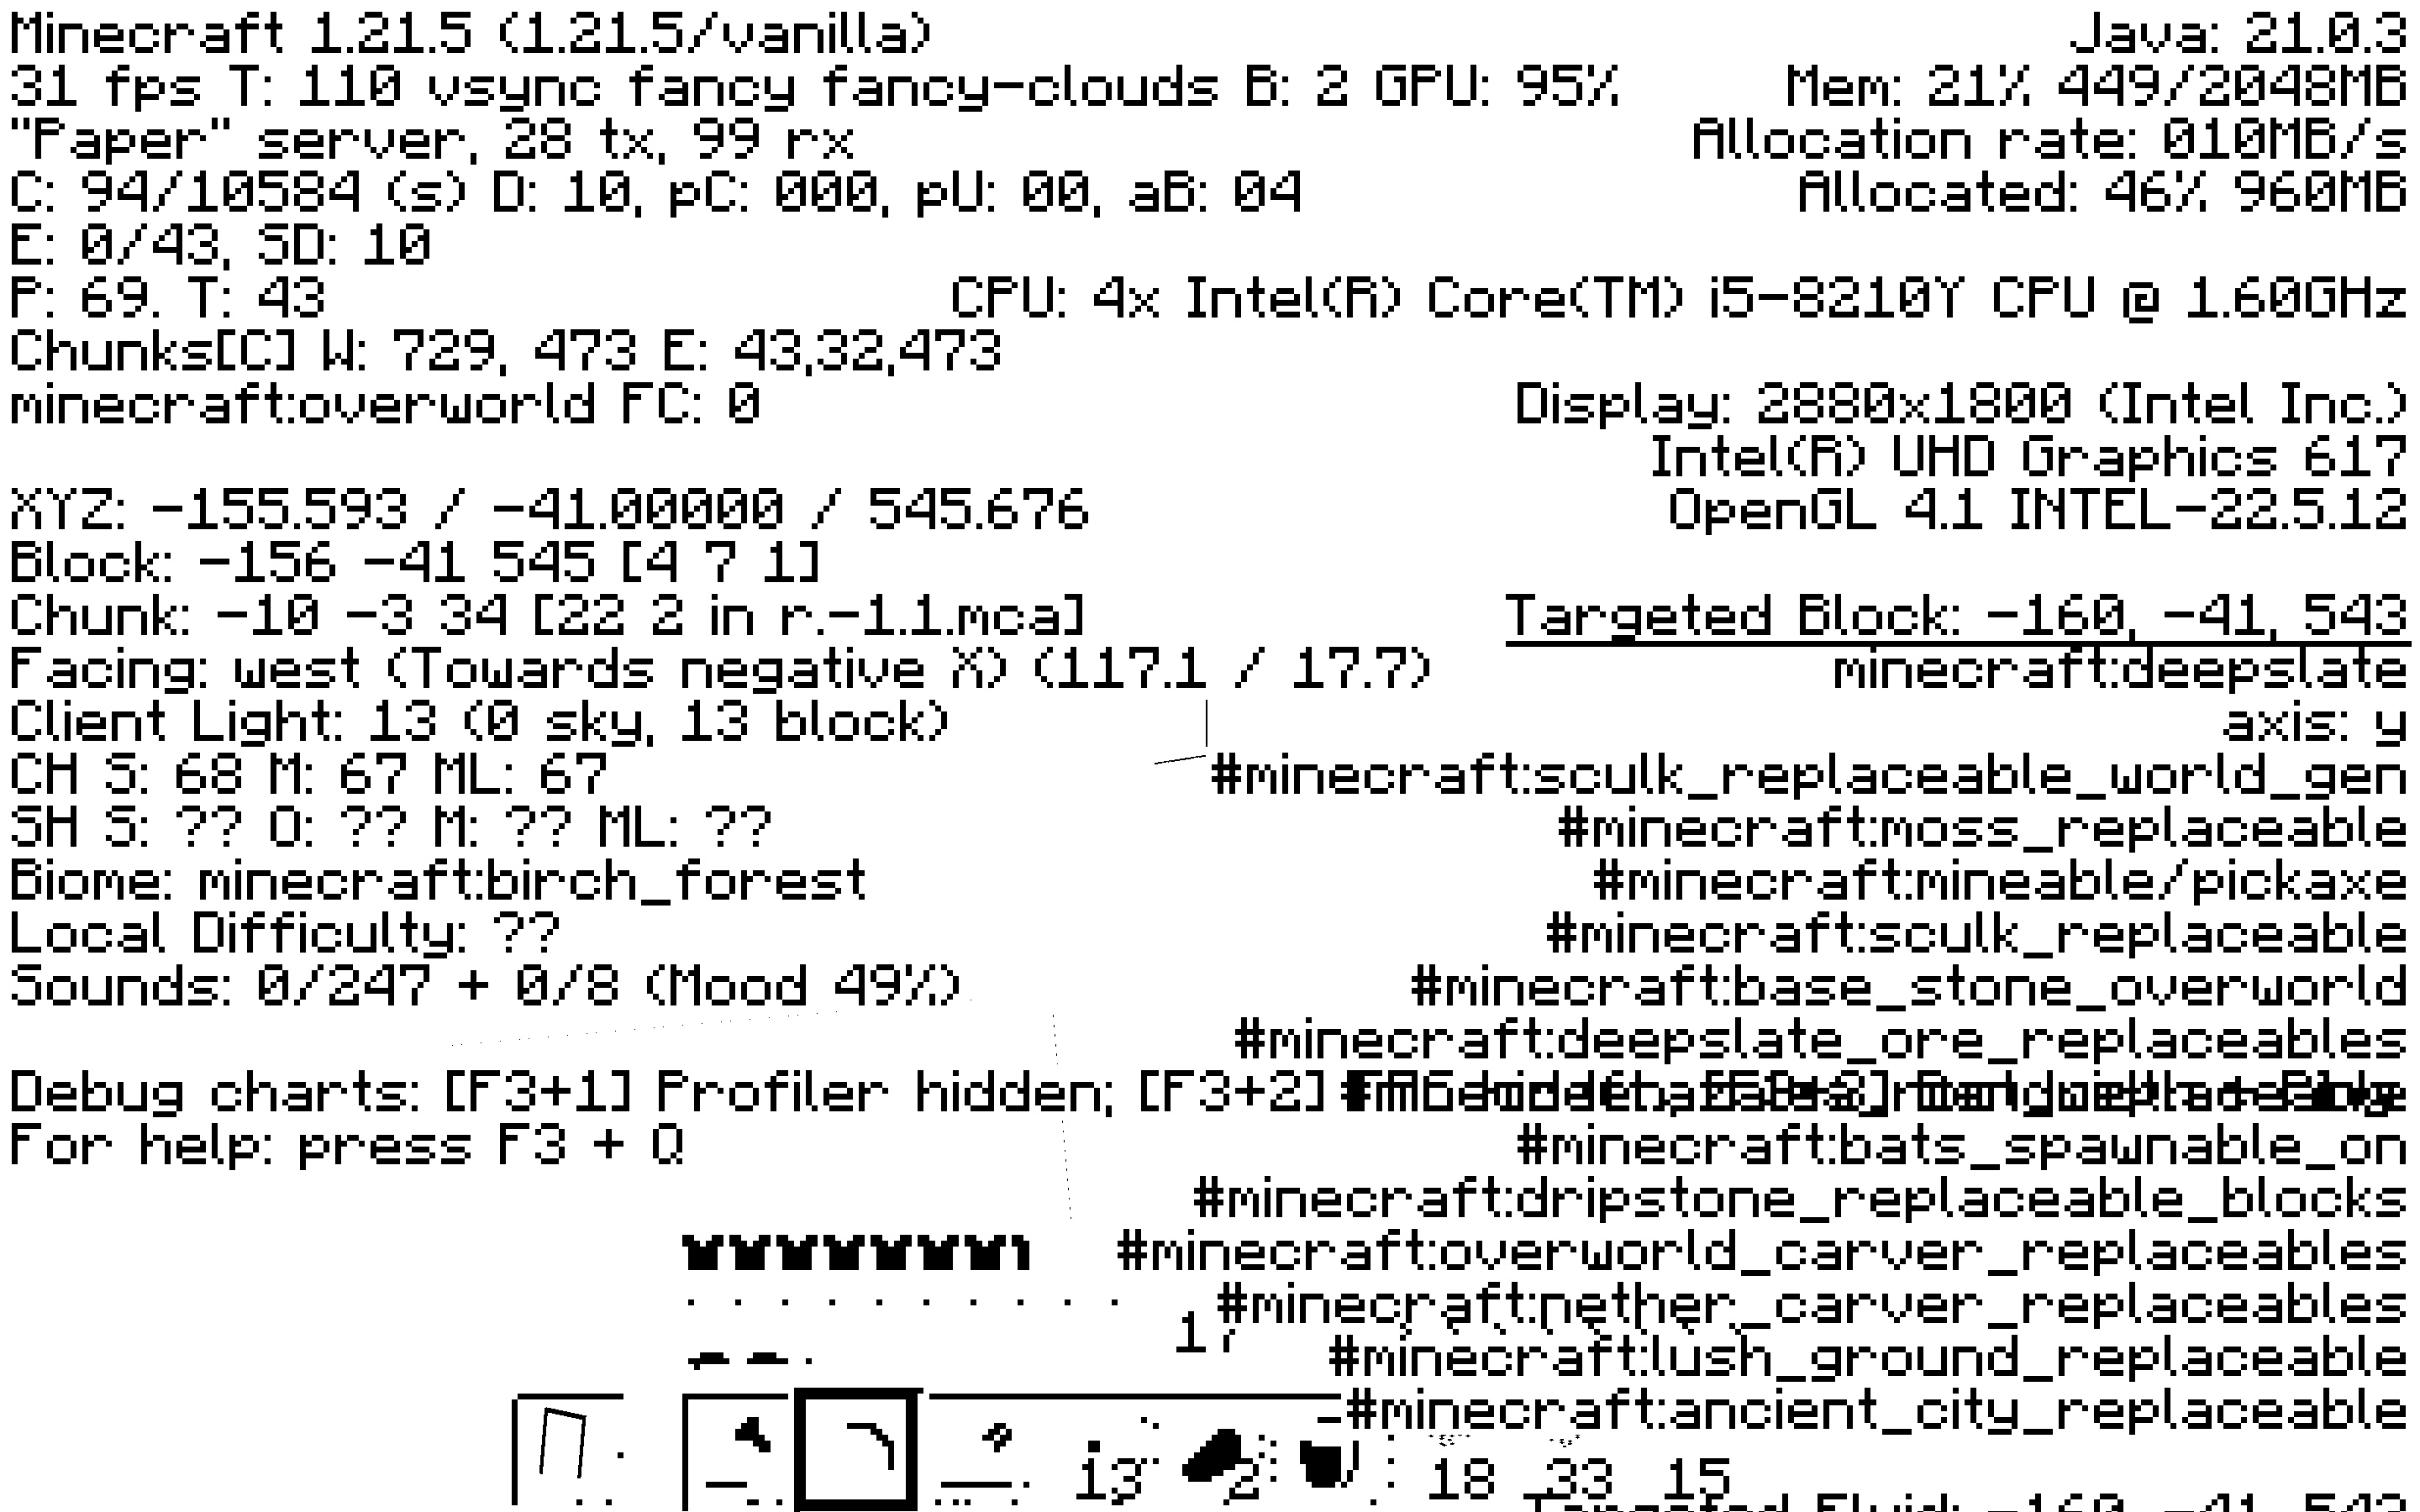 Minecraft 1.21.5 (1.21.5/vanilla)
31 fps T: 110 vsync fancy fancy-clouds B: 2 GPU: 95%
"Paper" server, 28 tx, 99 rx
C: 94/10584 (s) D: 10, pC: 000, pU: 00, aB: 04
E: 0/43, SD: 10
P: 69. T: 43
Chunks[C] W: 729, 473 E: 43,32,473
minecraft:overworld FC: 0
XYZ: -155.593 / -41.00000 / 545.676
Block: -156 -41 545 [4 7 1]
Chunk: -10 -3 34 [22 2 in r.-1.1.mca]
Facing: west (Towards negative X) (117.1 / 17.7)
Client Light: 13 (0 sky, 13 block)
CH S: 68 M: 67 ML: 67
SH S: ?? O: ?? M: ?? ML: ??
Biome: minecraft:birch_forest
Local Difficulty: ??
Sounds: 0/247 + 0/8 (Mood 49%)
Debug charts: [F3+1] Profiler hidden; [F3+2]
For help: press F3 + Q
Java: 21.0.3
Mem: 21% 449/2048MB
Allocation rate: 010MB/s
Allocated: 46% 960MB
CPU: 4x Intel(R) Core(TM) i5-8210Y CPU @ 1.60GHz
Display: 2880x1800 (Intel Inc.)
Intel(R) UHD Graphics 617
OpenGL 4.1 INTEL-22.5.12
Targeted Block: -160, -41, 543
minecraft:deepslate
axis: y
#minecraft:sculk_replaceable_world_gen
#minecraft:moss_replaceable
#minecraft:mineable/pickaxe
#minecraft:sculk_replaceable
#minecraft:base_stone_overworld
#minecraft:deepslate_ore_replaceables
#minecraft:bats_spawnable_on
#minecraft:dripstone_replaceable_blocks
#minecraft:overworld_carver_replaceables
#minecraft:nether_carver_replaceables
#minecraft:lush_ground_replaceable
#minecraft:ancient_city_replaceable
13 2 18 33 15